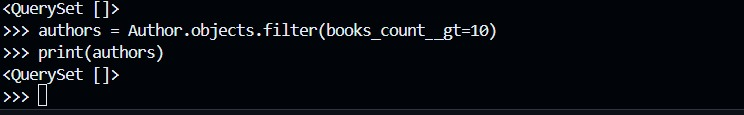 <QuerySet []>
>>> authors = Author.objects.filter(books_count__gt=10)
>>> print(authors)
<QuerySet []>
>>>